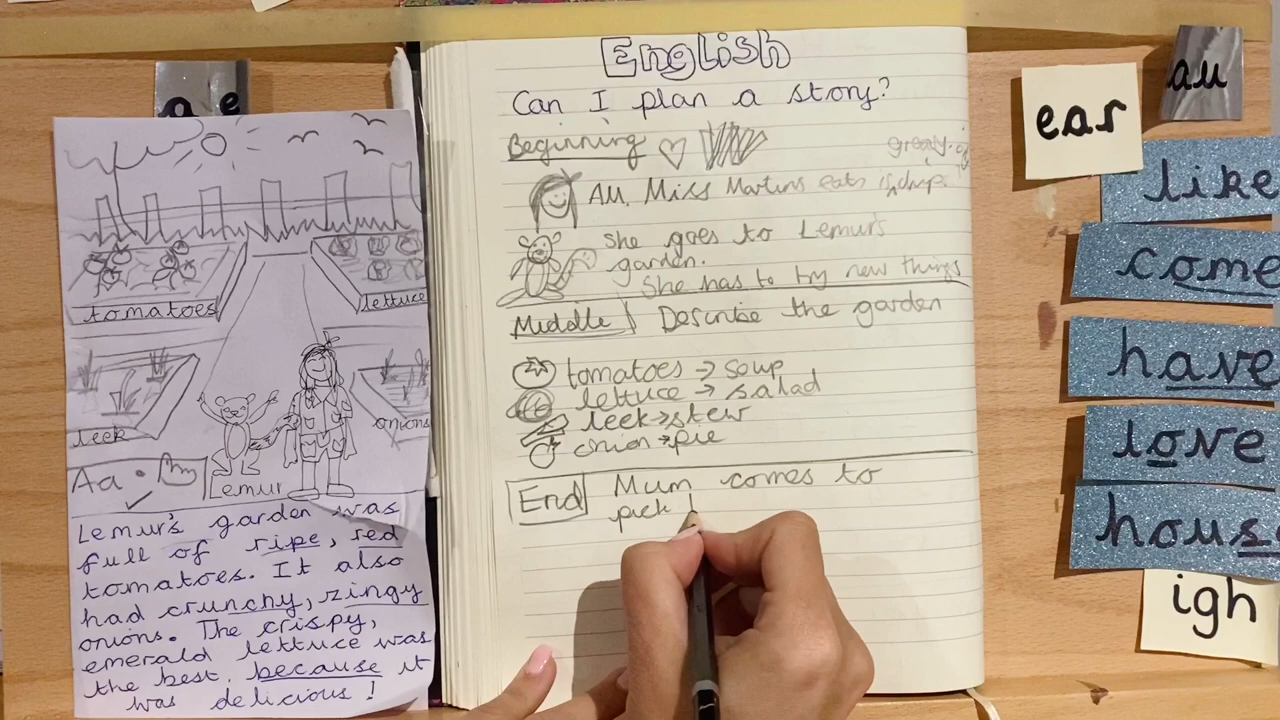 a e
tomatoes
lettuce
leek
onions
Aa
Lemur
Lemur's garden was
full of ripe, red
tomatoes. It also
had crunchy, zingy
onions. The crispy,
emerald lettuce was
the best, because it
was delicious!
English
Can I plan a story?
Beginning
All Miss Martins eats is
She goes to Lemur's
garden.
She has to try new things
Middle Describe the garden
tomatoes → soup
lettuce → salad
leek → stew
onion → pie
End Mum comes to
pick
ear
au
like
come
have
love
house
igh